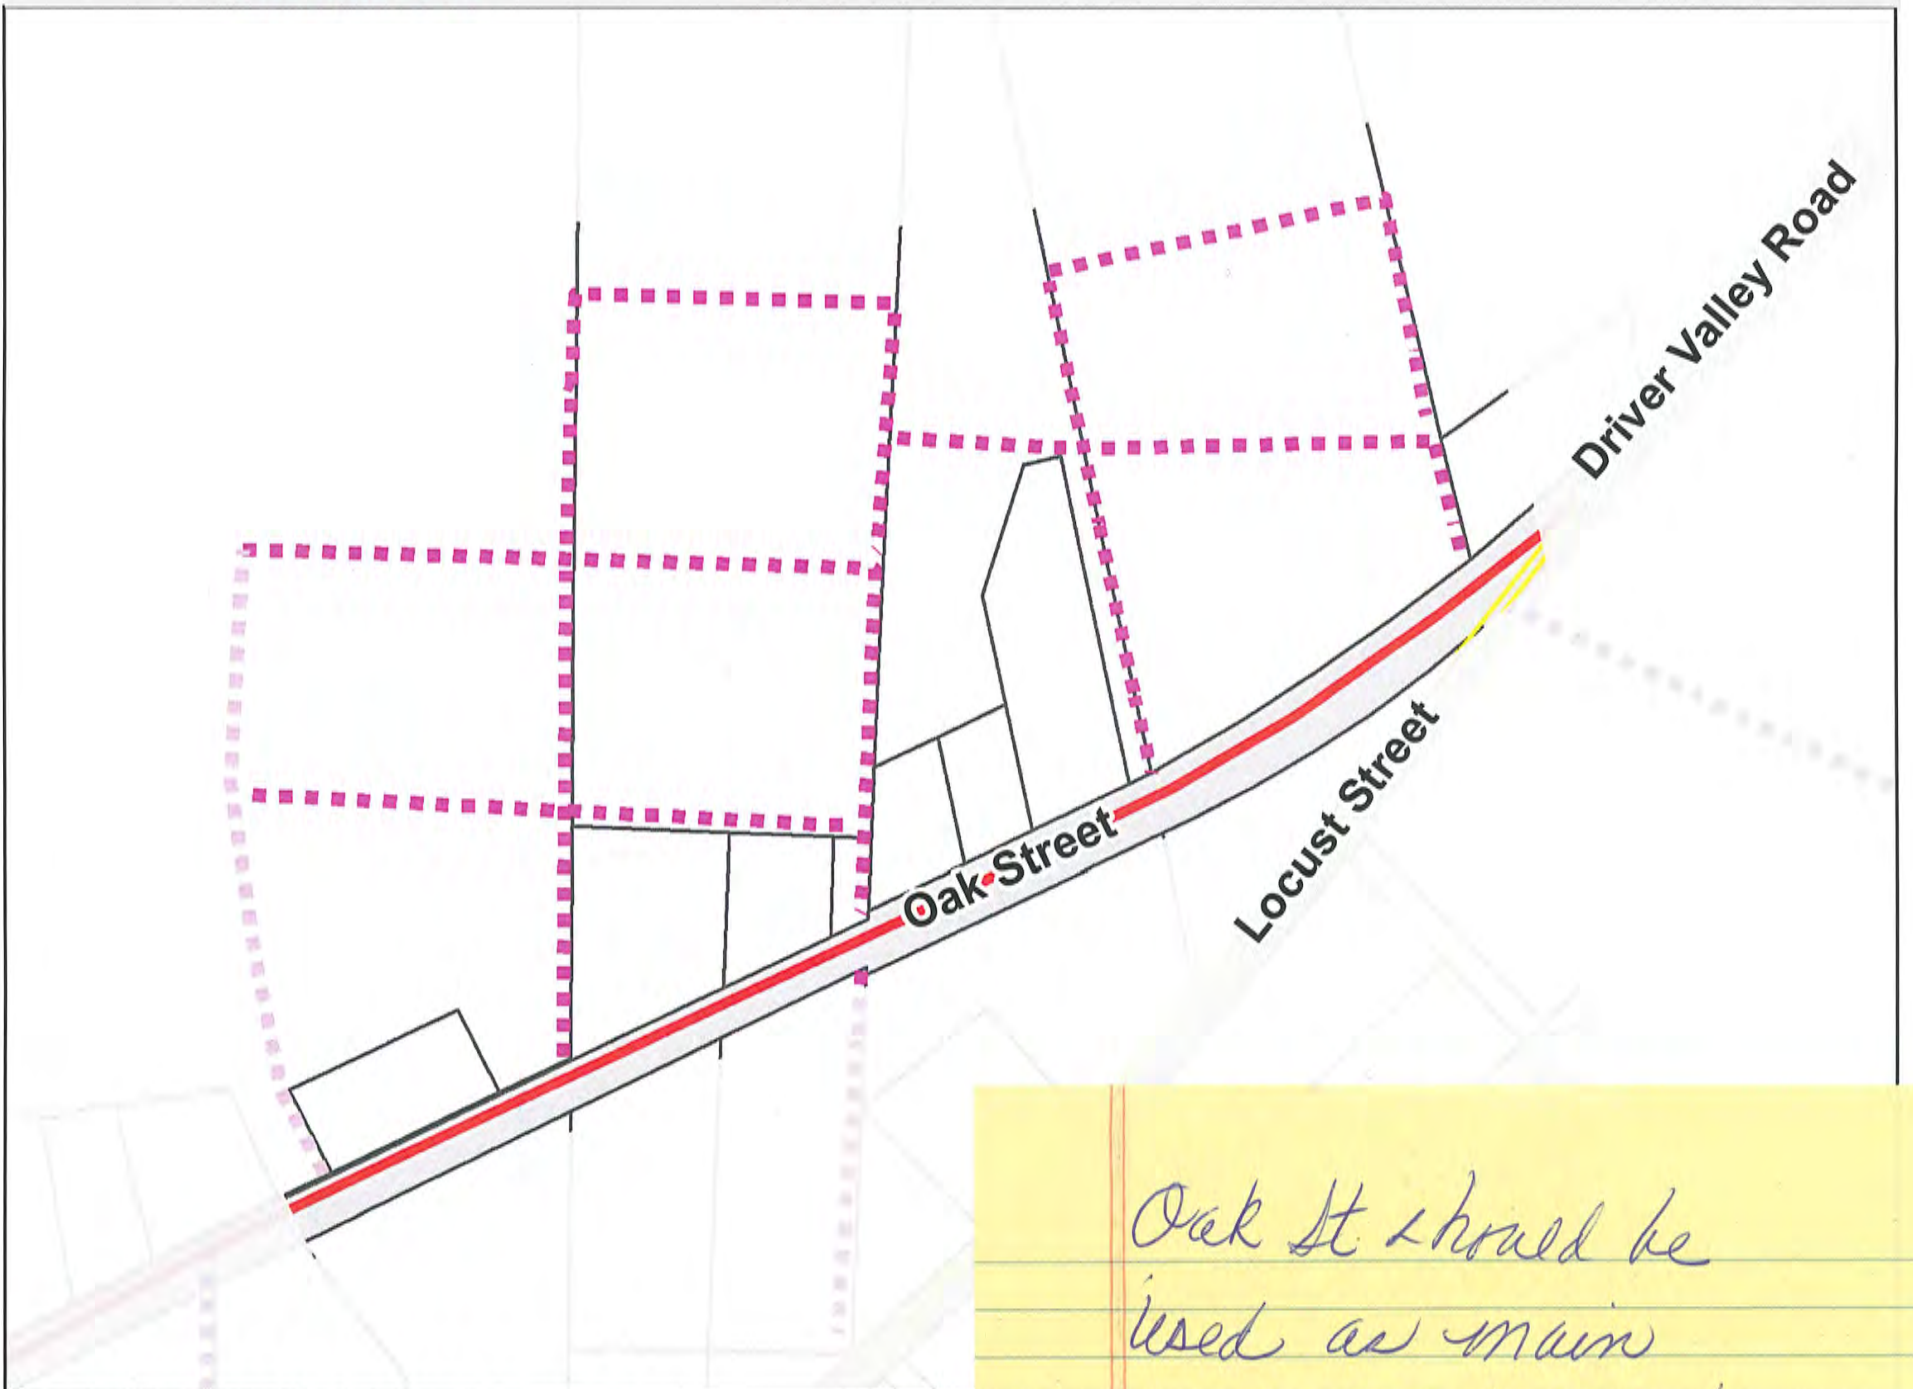 Driver Valley Road
Oak Street
Locust Street
Oak St should be
used as main